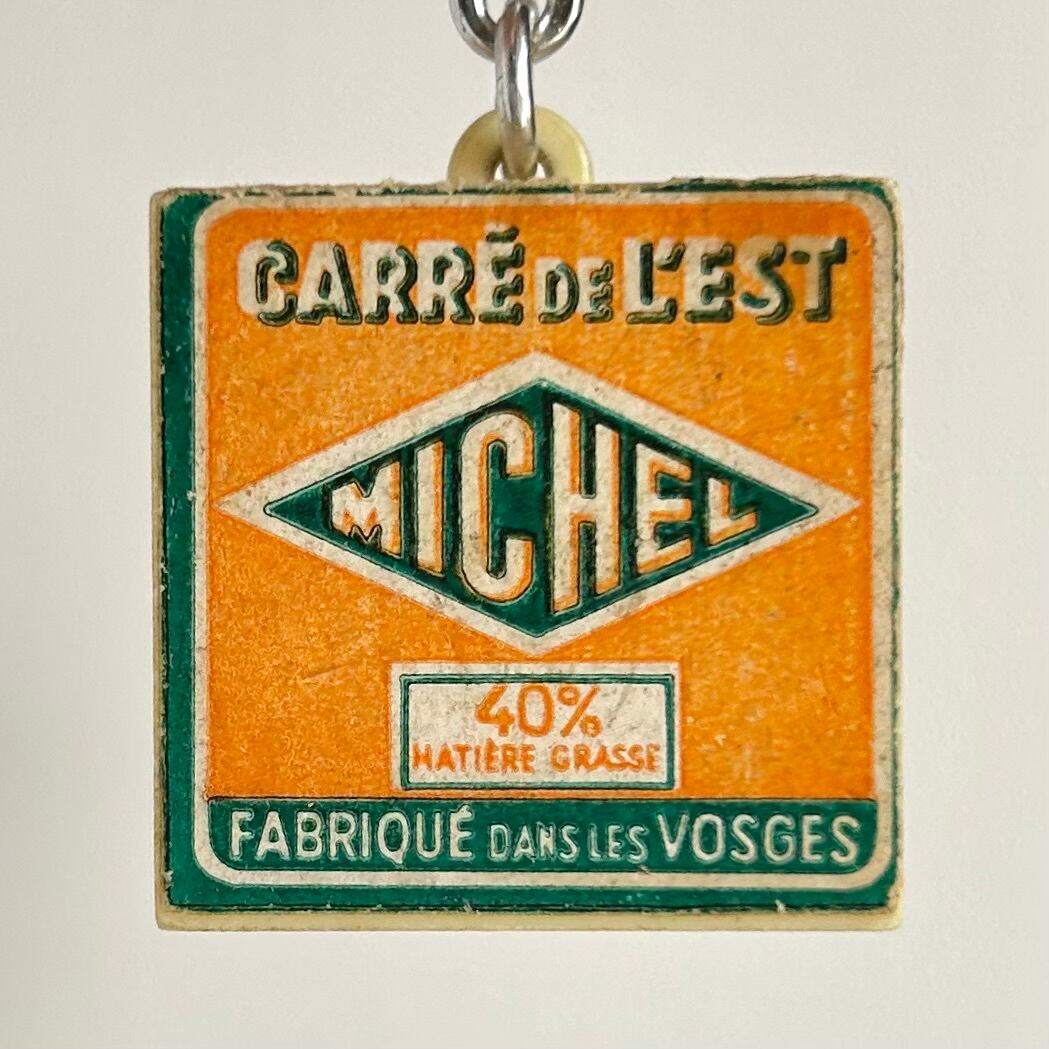 CARRÉ DE L'EST
MICHEL
40%
MATIÈRE GRASSE
FABRIQUÉ DANS LES VOSGES